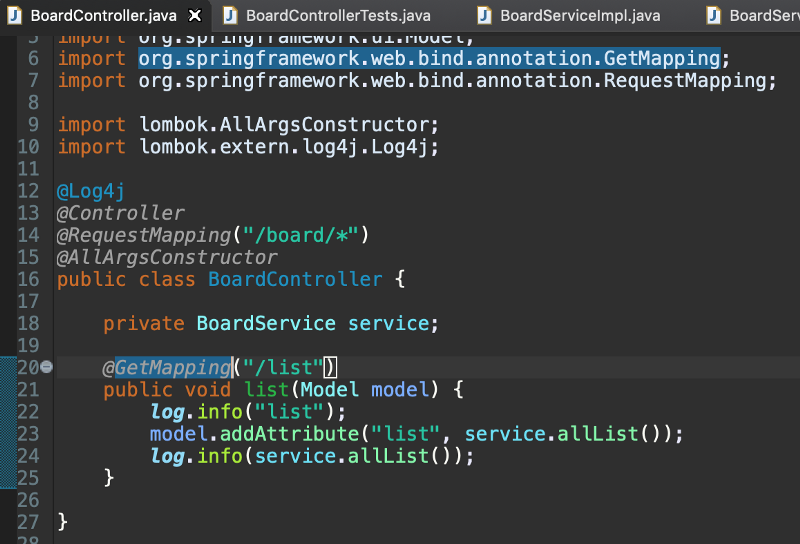 BoardController.java BoardControllerTests.java BoardServiceImpl.java BoardServ
5 import org.springframework.ui.Model;
6 import org.springframework.web.bind.annotation.GetMapping;
7 import org.springframework.web.bind.annotation.RequestMapping;
8
9 import lombok.AllArgsConstructor;
10 import lombok.extern.log4j.Log4j;
11
12 @Log4j
13 @Controller
14 @RequestMapping("/board/*")
15 @AllArgsConstructor
16 public class BoardController {
17
18 private BoardService service;
19
20 @GetMapping("/list")
21 public void list(Model model) {
22 log.info("list");
23 model.addAttribute("list", service.allList());
24 log.info(service.allList());
25 }
26
27 }
28